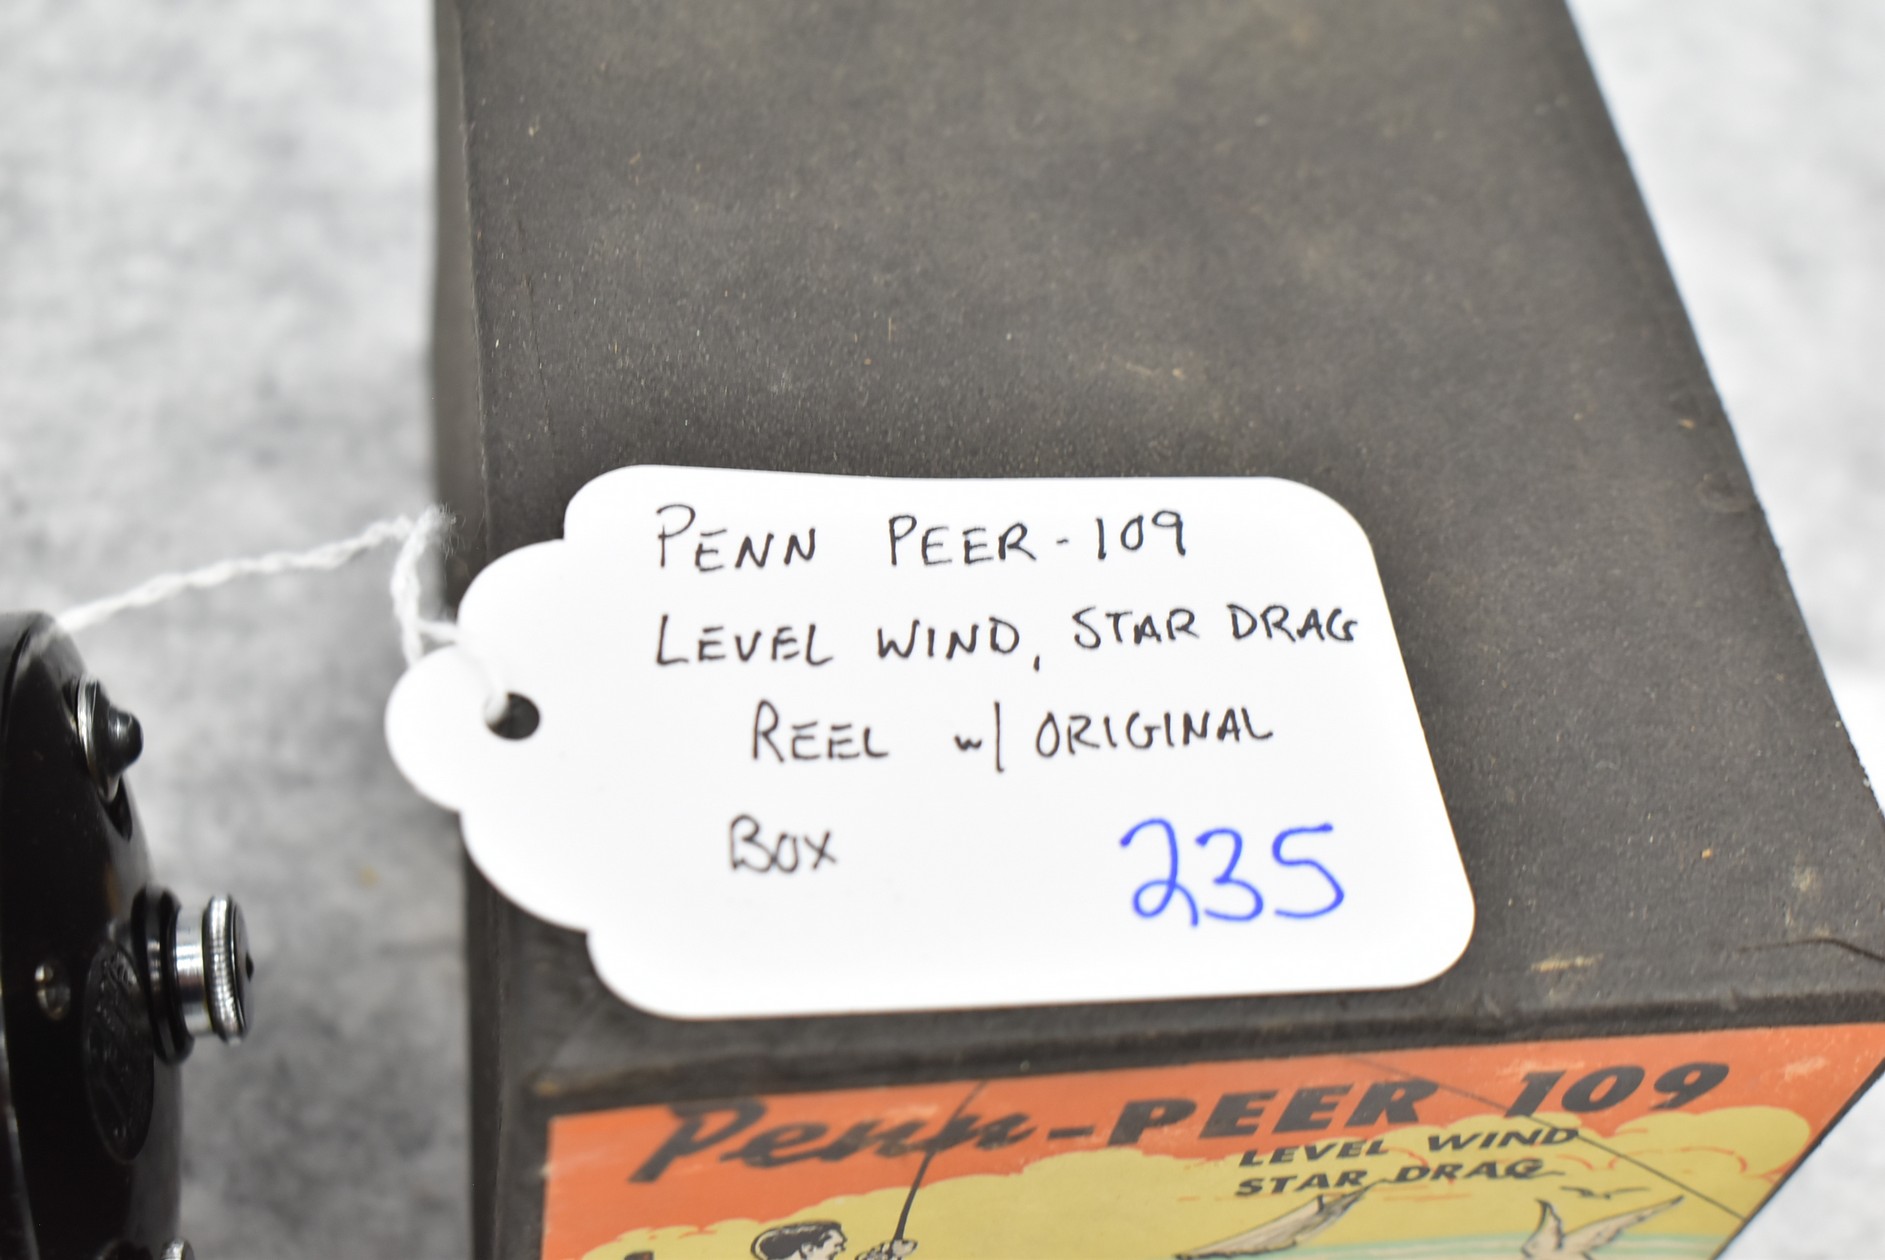 PENN PEER-109
LEVEL WIND, STAR DRAG
REEL w/ ORIGINAL
BOX
235
Penn-PEER 109
LEVEL WIND
STAR DRAG